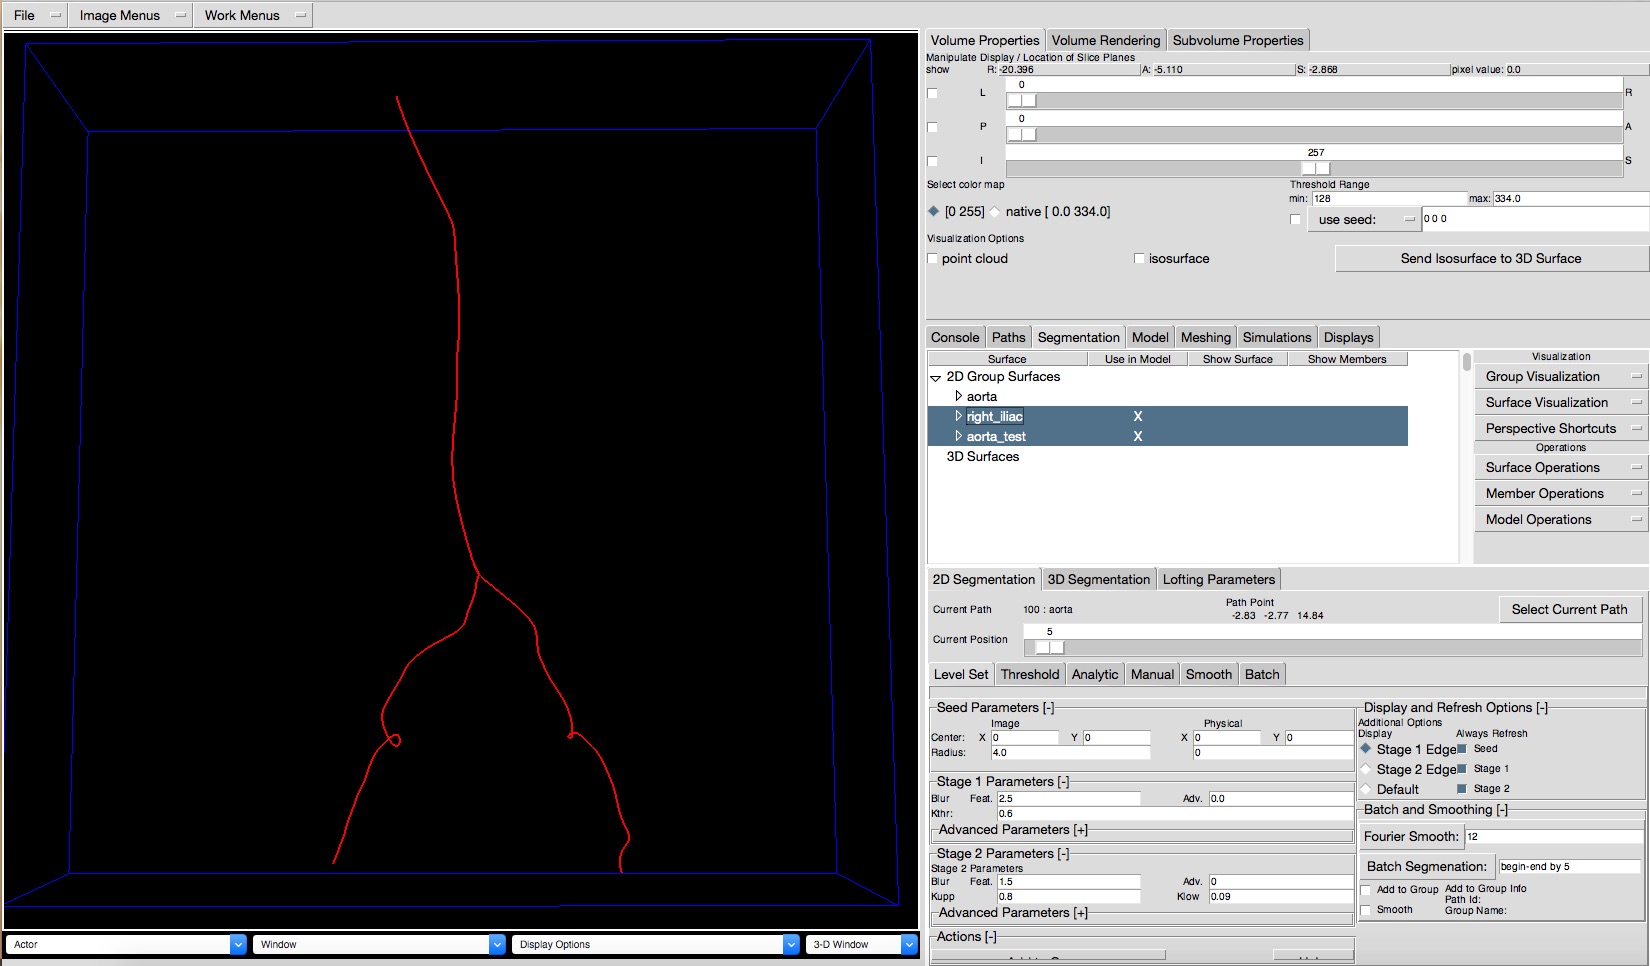 File Image Menus Work Menus
Volume Properties Volume Rendering Subvolume Properties
Manipulate Display / Location of Slice Planes
show R: -20.396 A: -5.110 S: -2.868 pixel value: 0.0
0
L R
0
P A
257
I S
Select color map Threshold Range
min: 128 max: 334.0
[0 255] native [ 0.0 334.0] use seed: 0 0 0
Visualization Options
point cloud isosurface Send Isosurface to 3D Surface
Console Paths Segmentation Model Meshing Simulations Displays
Surface Use in Model Show Surface Show Members Visualization
2D Group Surfaces Group Visualization
aorta Surface Visualization
right_iliac X Perspective Shortcuts
aorta_test X Operations
3D Surfaces Surface Operations
Member Operations
Model Operations
2D Segmentation 3D Segmentation Lofting Parameters
Current Path 100 : aorta Path Point
-2.83 -2.77 14.84 Select Current Path
5
Current Position
Level Set Threshold Analytic Manual Smooth Batch
Seed Parameters [-] Display and Refresh Options [-]
Image Physical Additional Options
Center: X 0 Y 0 X 0 Y 0 Display Always Refresh
Radius: 4.0 0 Stage 1 Edge Seed
Stage 2 Edge Stage 1
Stage 1 Parameters [-] Default Stage 2
Blur Feat. 2.5 Adv. 0.0 Batch and Smoothing [-]
Kthr: 0.6
Advanced Parameters [+] Fourier Smooth: 12
Stage 2 Parameters [-]
Stage 2 Parameters Batch Segmenation: begin-end by 5
Blur Feat. 1.5 Adv. 0 Add to Group Add to Group Info
Kupp 0.8 Klow 0.09 Path Id:
Smooth Group Name:
Advanced Parameters [+]
Actions [-]
Actor Window Display Options 3-D Window